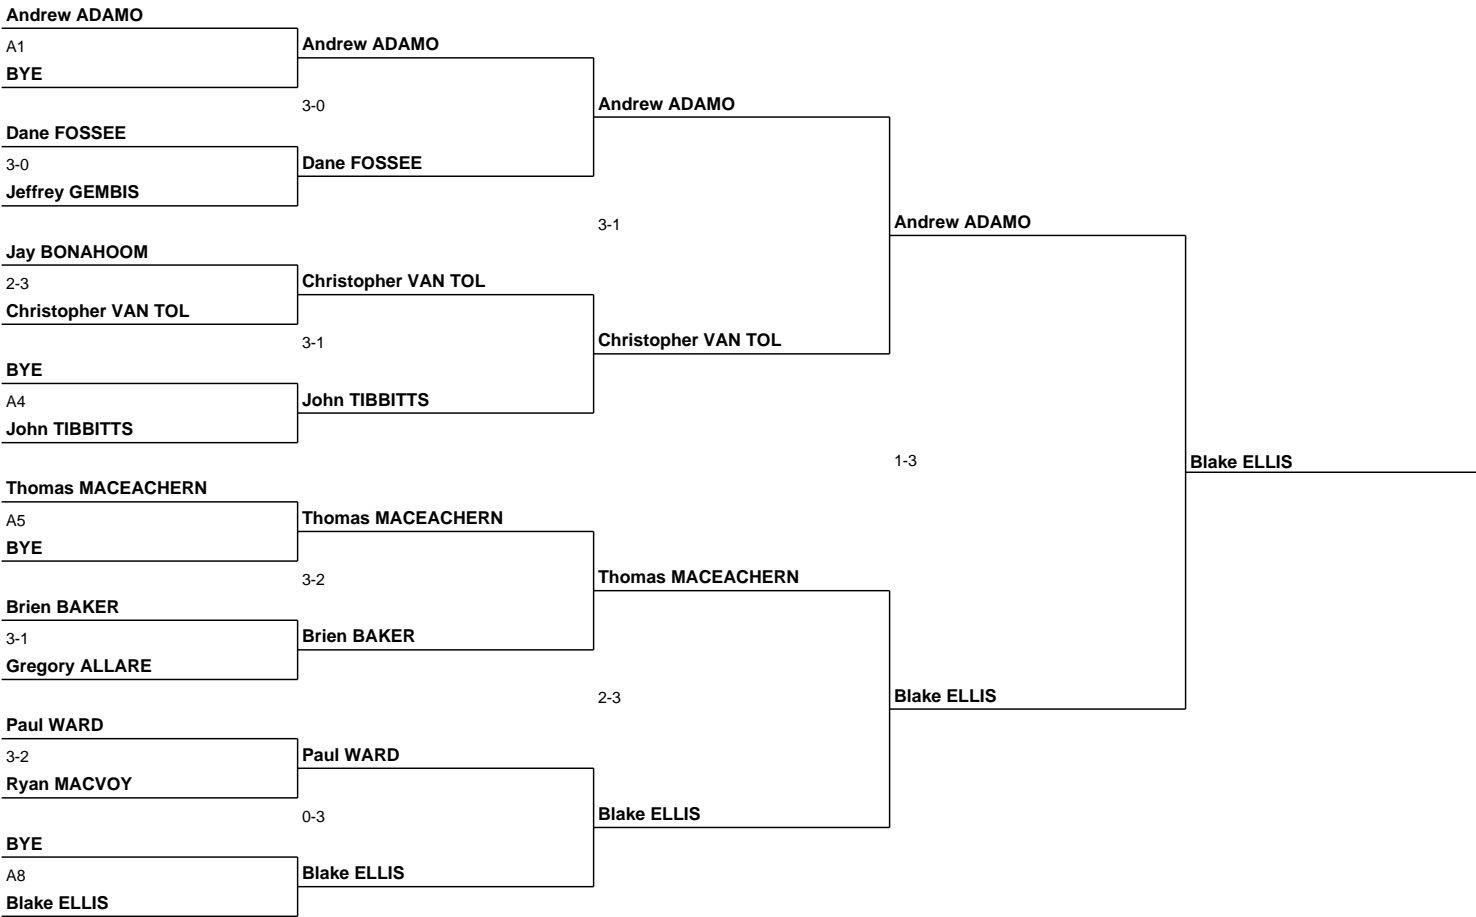 Andrew ADAMO
A1
BYE
Dane FOSSEE
3-0
Jeffrey GEMBIS
Jay BONAHOOM
2-3
Christopher VAN TOL
BYE
A4
John TIBBITTS
Thomas MACEACHERN
A5
BYE
Brien BAKER
3-1
Gregory ALLARE
Paul WARD
3-2
Ryan MACVOY
BYE
A8
Blake ELLIS
Andrew ADAMO
3-0
Dane FOSSEE
Christopher VAN TOL
3-1
John TIBBITTS
Thomas MACEACHERN
3-2
Brien BAKER
Paul WARD
0-3
Blake ELLIS
Andrew ADAMO
3-1
Christopher VAN TOL
Thomas MACEACHERN
2-3
Blake ELLIS
Andrew ADAMO
1-3
Blake ELLIS
Blake ELLIS